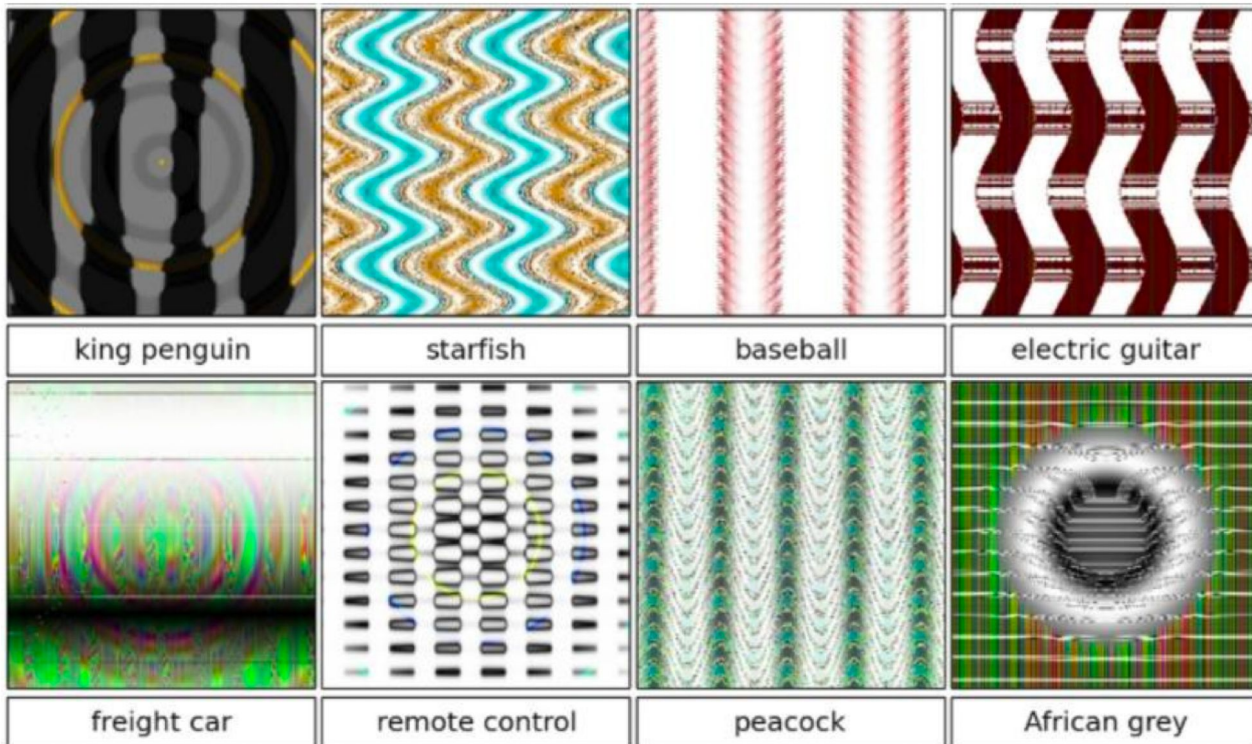 king penguin
starfish
baseball
electric guitar
freight car
remote control
peacock
African grey